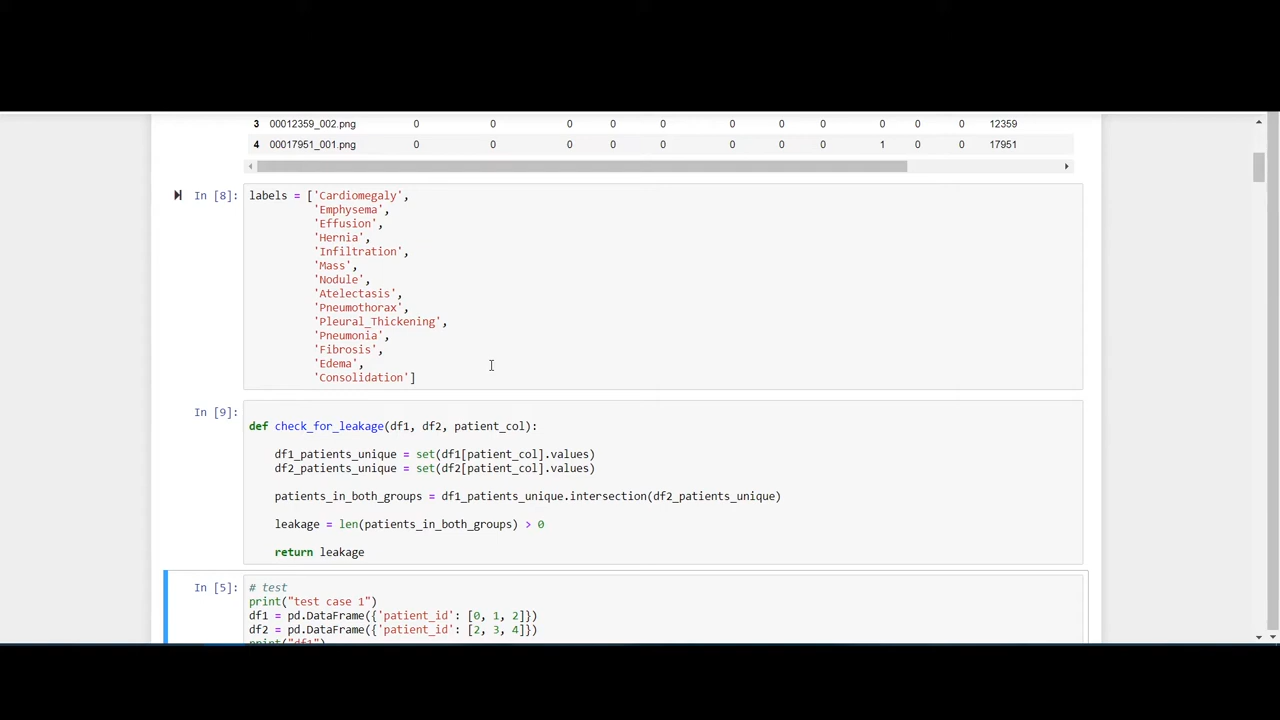 3 00012359_002.png 0 0 0 0 0 0 0 0 0 0 0 12359
4 00017951_001.png 0 0 0 0 0 0 0 0 1 0 0 17951
In [8]: labels = ['Cardiomegaly',
'Emphysema',
'Effusion',
'Hernia',
'Infiltration',
'Mass',
'Nodule',
'Atelectasis',
'Pneumothorax',
'Pleural_Thickening',
'Pneumonia',
'Fibrosis',
'Edema',
'Consolidation']
In [9]:
def check_for_leakage(df1, df2, patient_col):
df1_patients_unique = set(df1[patient_col].values)
df2_patients_unique = set(df2[patient_col].values)
patients_in_both_groups = df1_patients_unique.intersection(df2_patients_unique)
leakage = len(patients_in_both_groups) > 0
return leakage
In [5]: # test
print("test case 1")
df1 = pd.DataFrame({'patient_id': [0, 1, 2]})
df2 = pd.DataFrame({'patient_id': [2, 3, 4]})
print("df1")